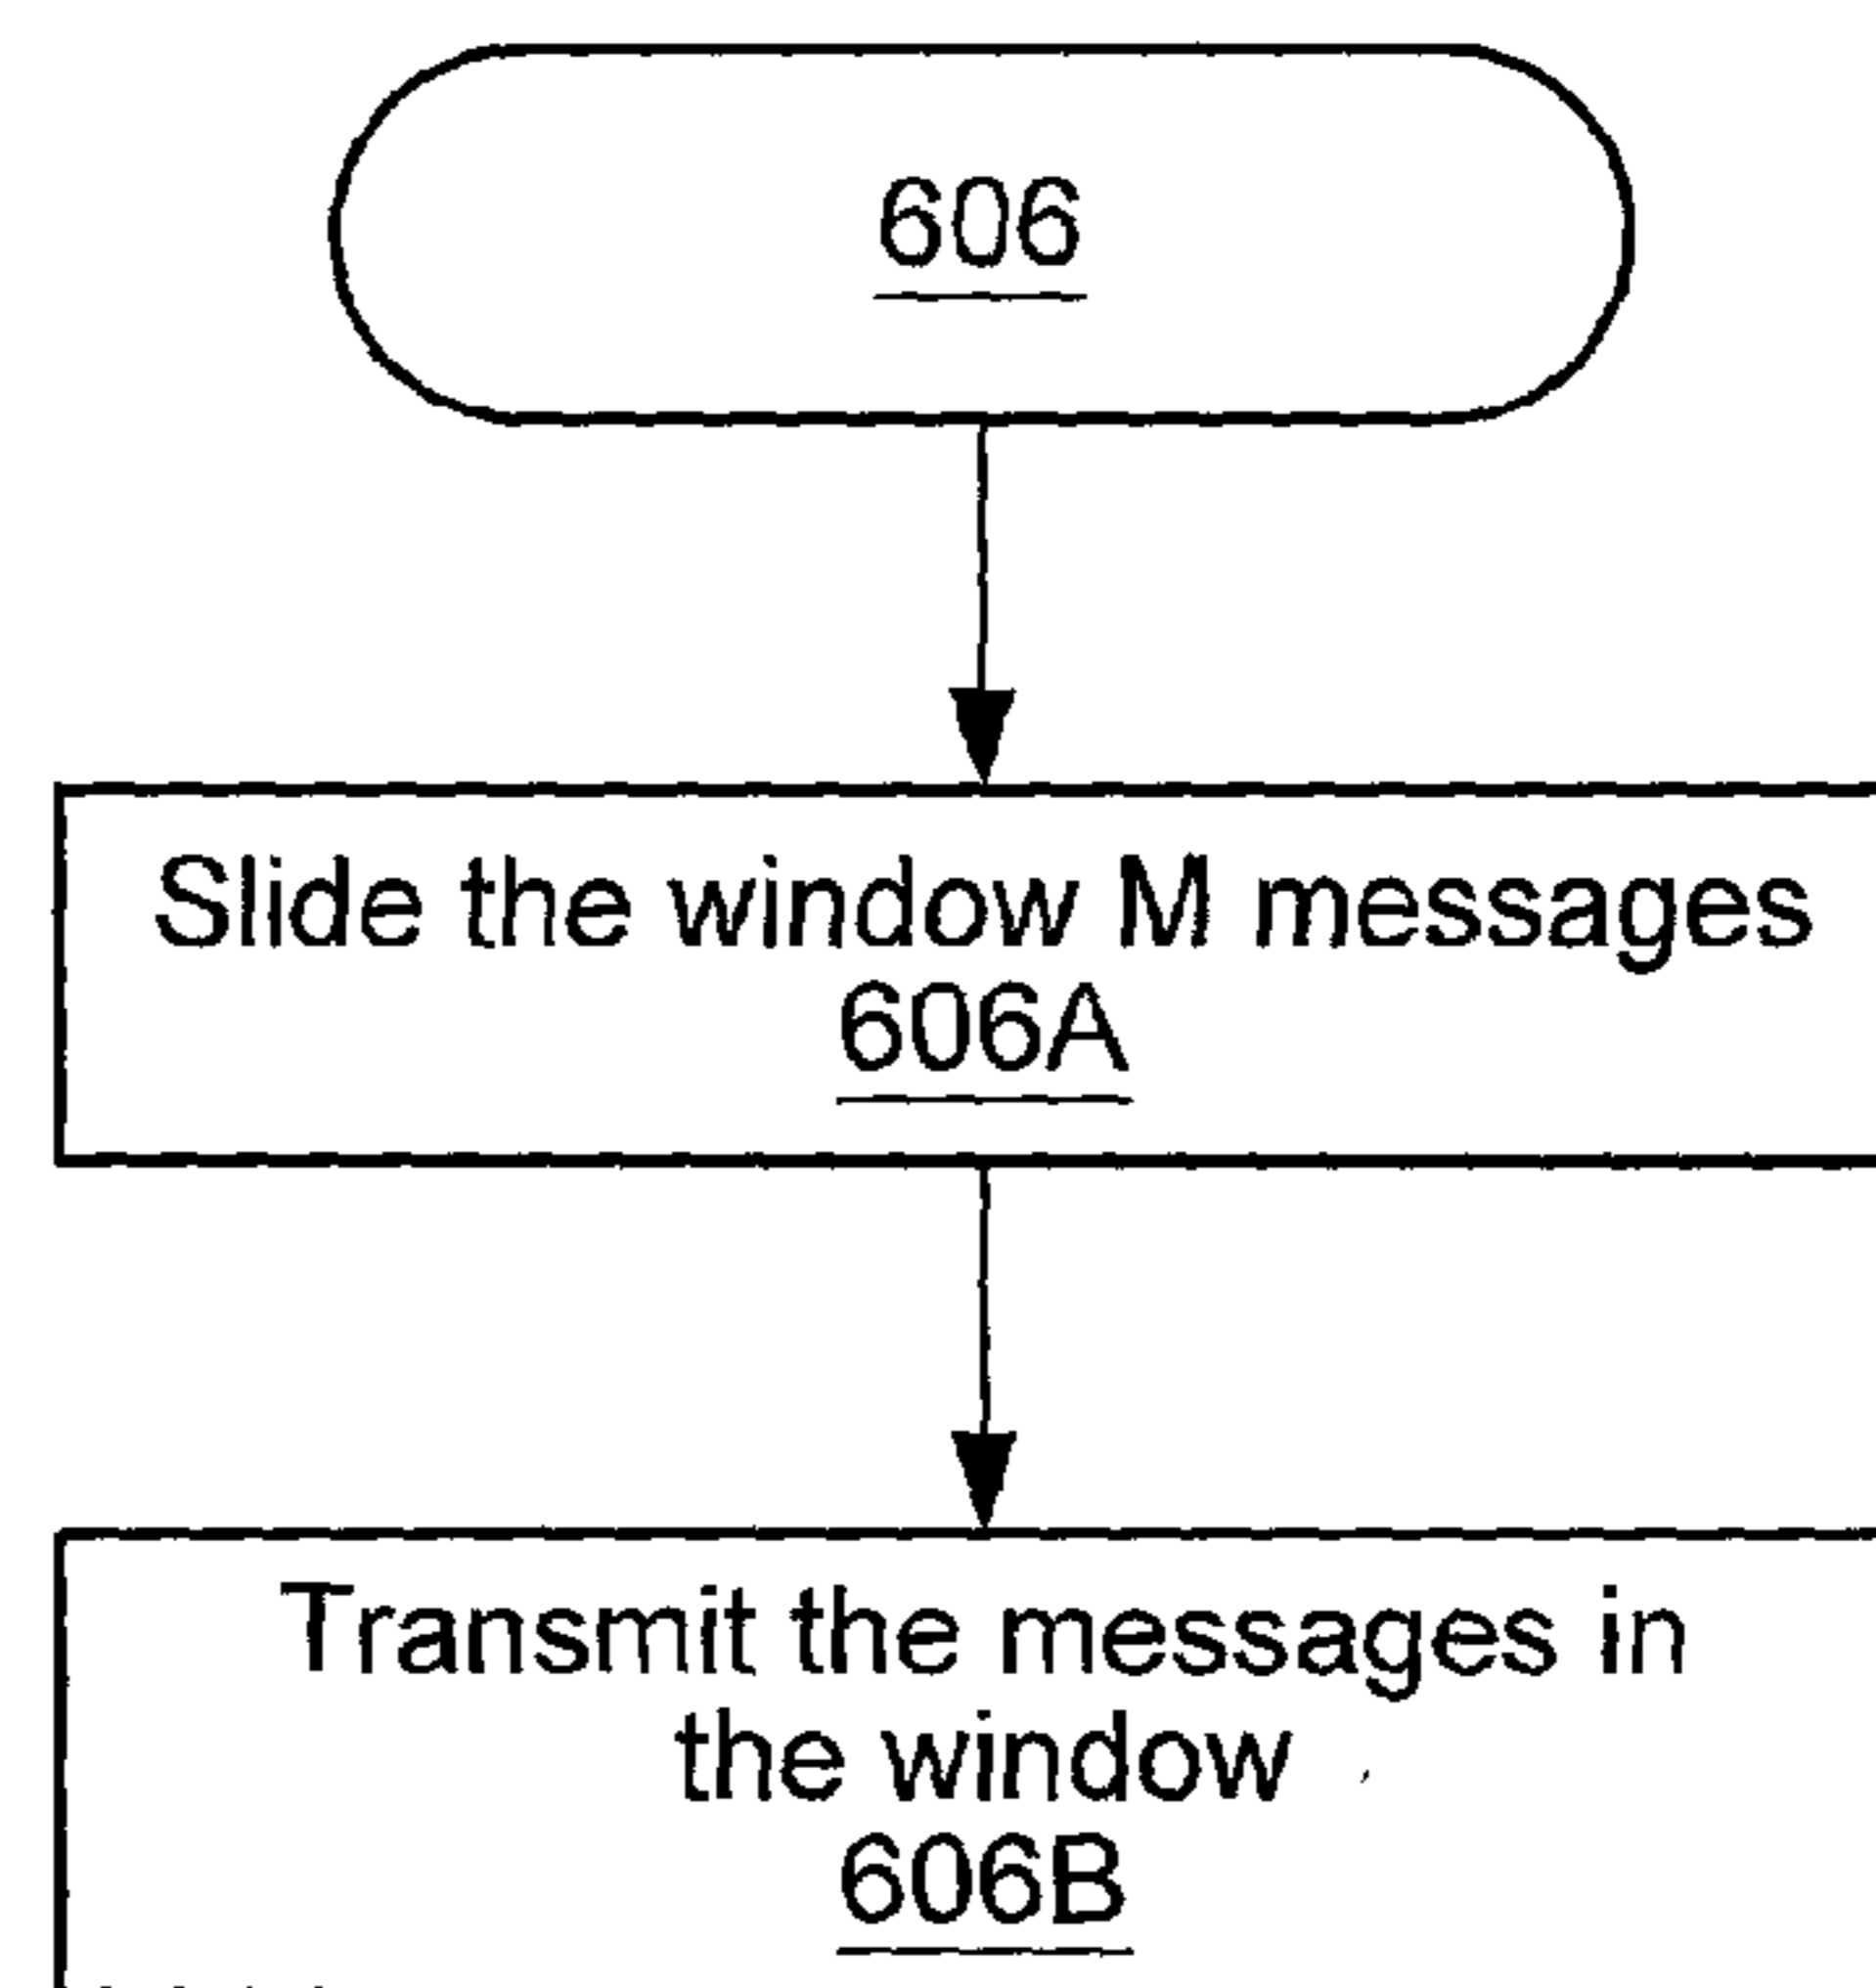 606
Slide the window M messages
606A
Transmit the messages in
the window
606B